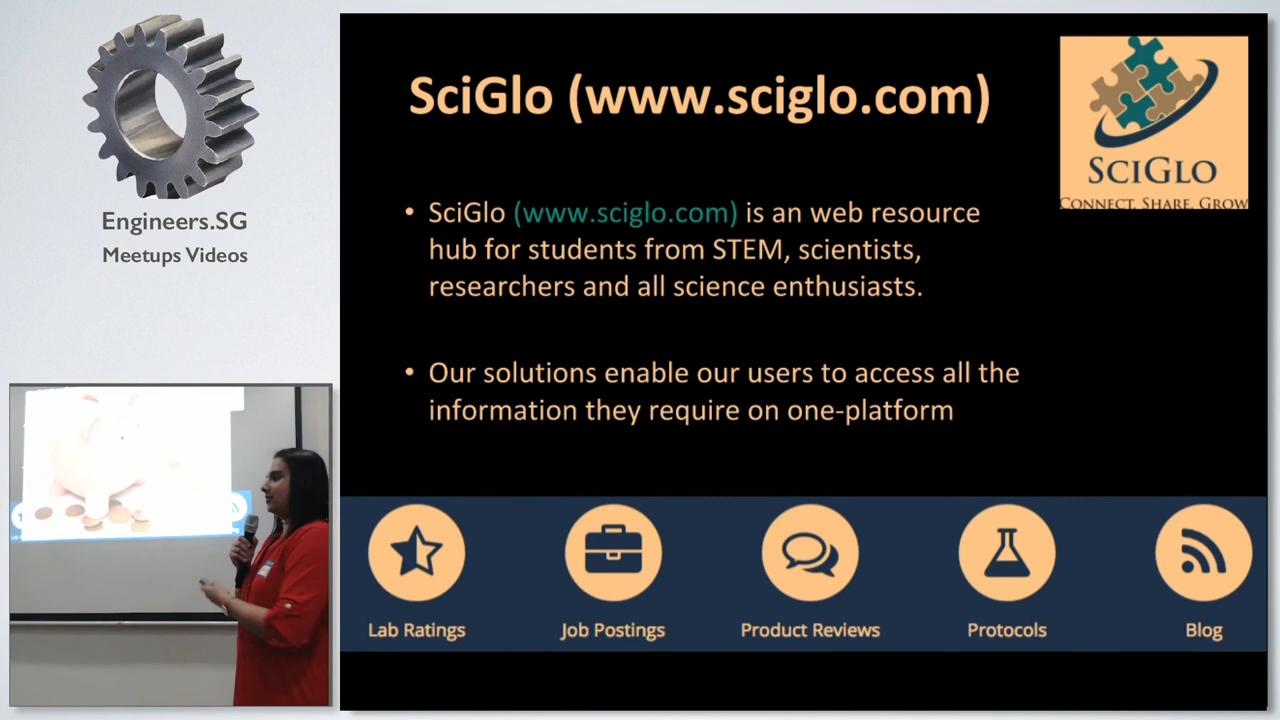 Engineers.SG
Meetups Videos
SciGlo (www.sciglo.com)
SCIGLO
CONNECT. SHARE. GROW
• SciGlo (www.sciglo.com) is an web resource
hub for students from STEM, scientists,
researchers and all science enthusiasts.
• Our solutions enable our users to access all the
information they require on one-platform
Lab Ratings
Job Postings
Product Reviews
Protocols
Blog